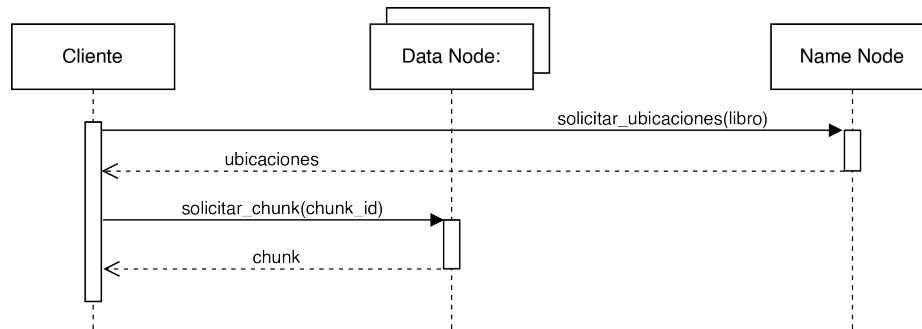 Cliente
Data Node:
Name Node
solicitar_ubicaciones(libro)
ubicaciones
solicitar_chunk(chunk_id)
chunk